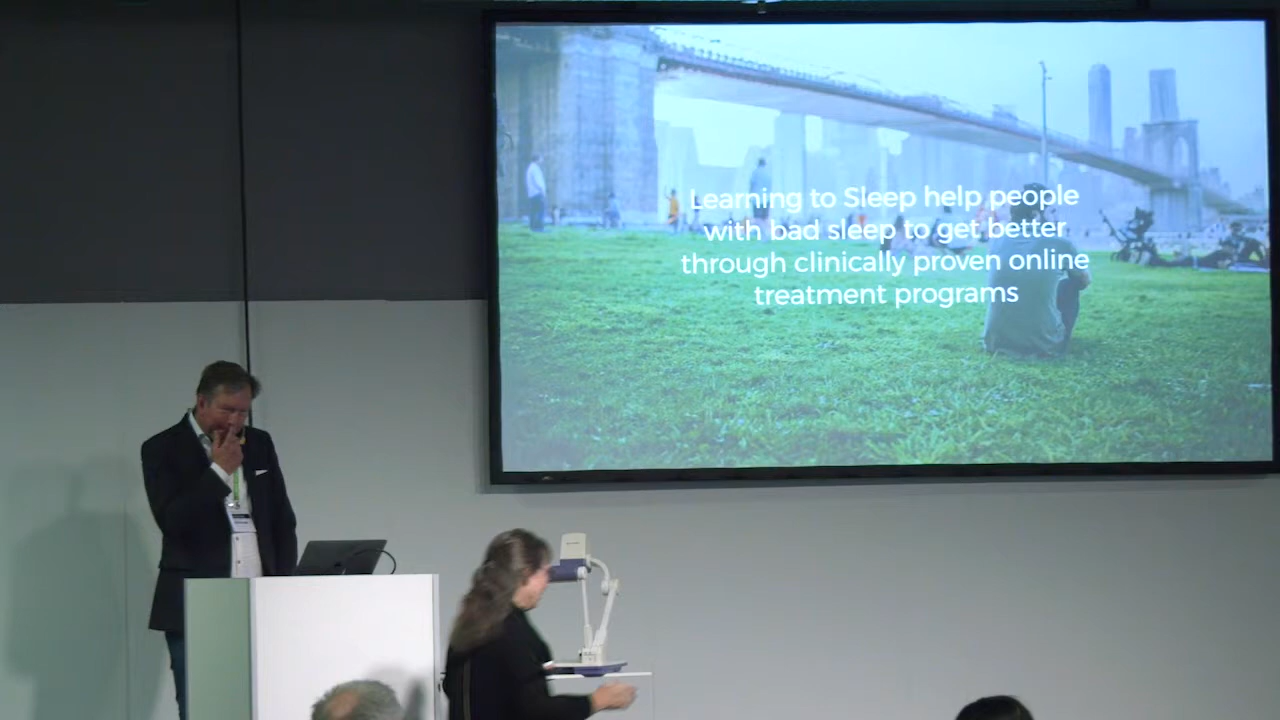 Learning to Sleep help people
with bad sleep to get better
through clinically proven online
treatment programs